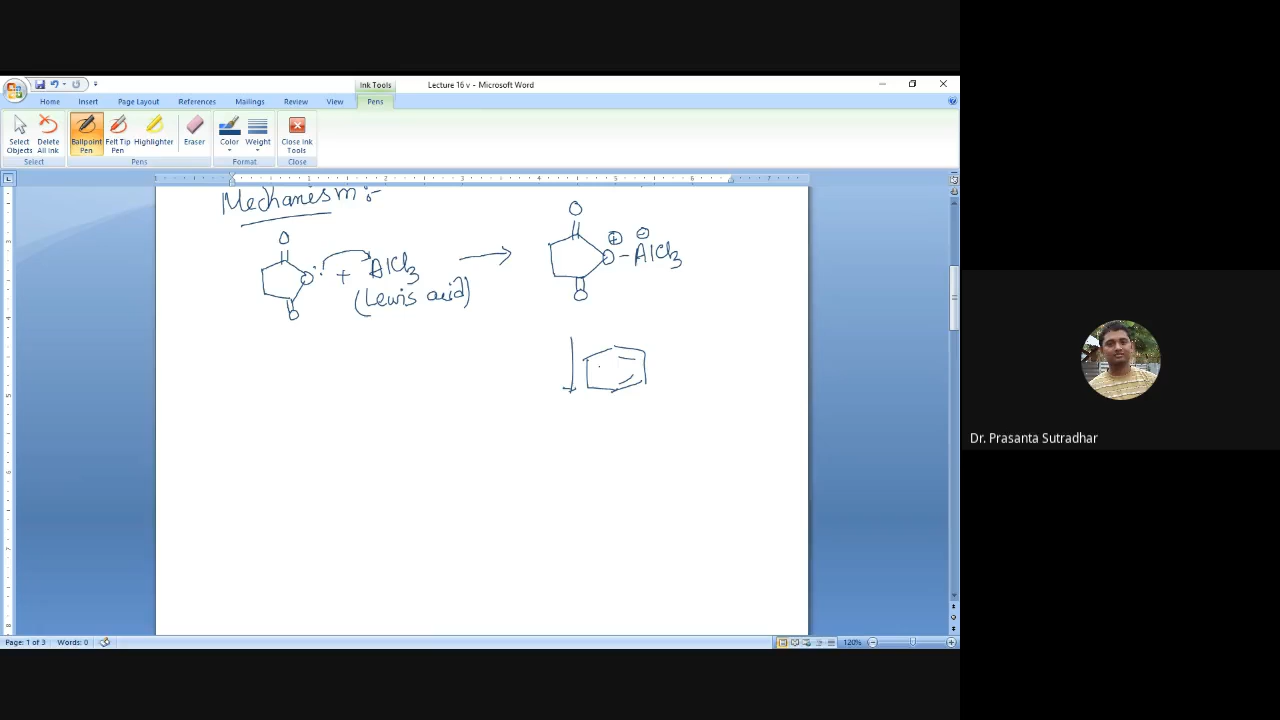 Ink Tools
Lecture 16 v - Microsoft Word
Home Insert Page Layout References Mailings Review View Pens
Select Objects
Delete All Ink
Ballpoint Pen
Felt Tip Pen
Highlighter
Eraser
Color
Weight
Close Ink Tools
Select Pens Format Close
Mechanism :-
O
O : + AlCl3
(Lewis acid)
O
O
⊕ ⊖
O - AlCl3
O
Dr. Prasanta Sutradhar
Page: 1 of 3 Words: 0 120%